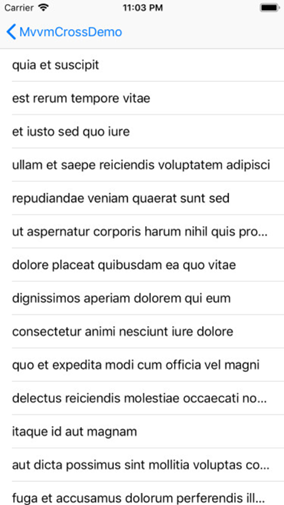 Carrier 11:03 PM
MvvmCrossDemo
quia et suscipit
est rerum tempore vitae
et iusto sed quo iure
ullam et saepe reiciendis voluptatem adipisci
repudiandae veniam quaerat sunt sed
ut aspernatur corporis harum nihil quis pro...
dolore placeat quibusdam ea quo vitae
dignissimos aperiam dolorem qui eum
consectetur animi nesciunt iure dolore
quo et expedita modi cum officia vel magni
delectus reiciendis molestiae occaecati no...
itaque id aut magnam
aut dicta possimus sint mollitia voluptas co...
fuga et accusamus dolorum perferendis ill...